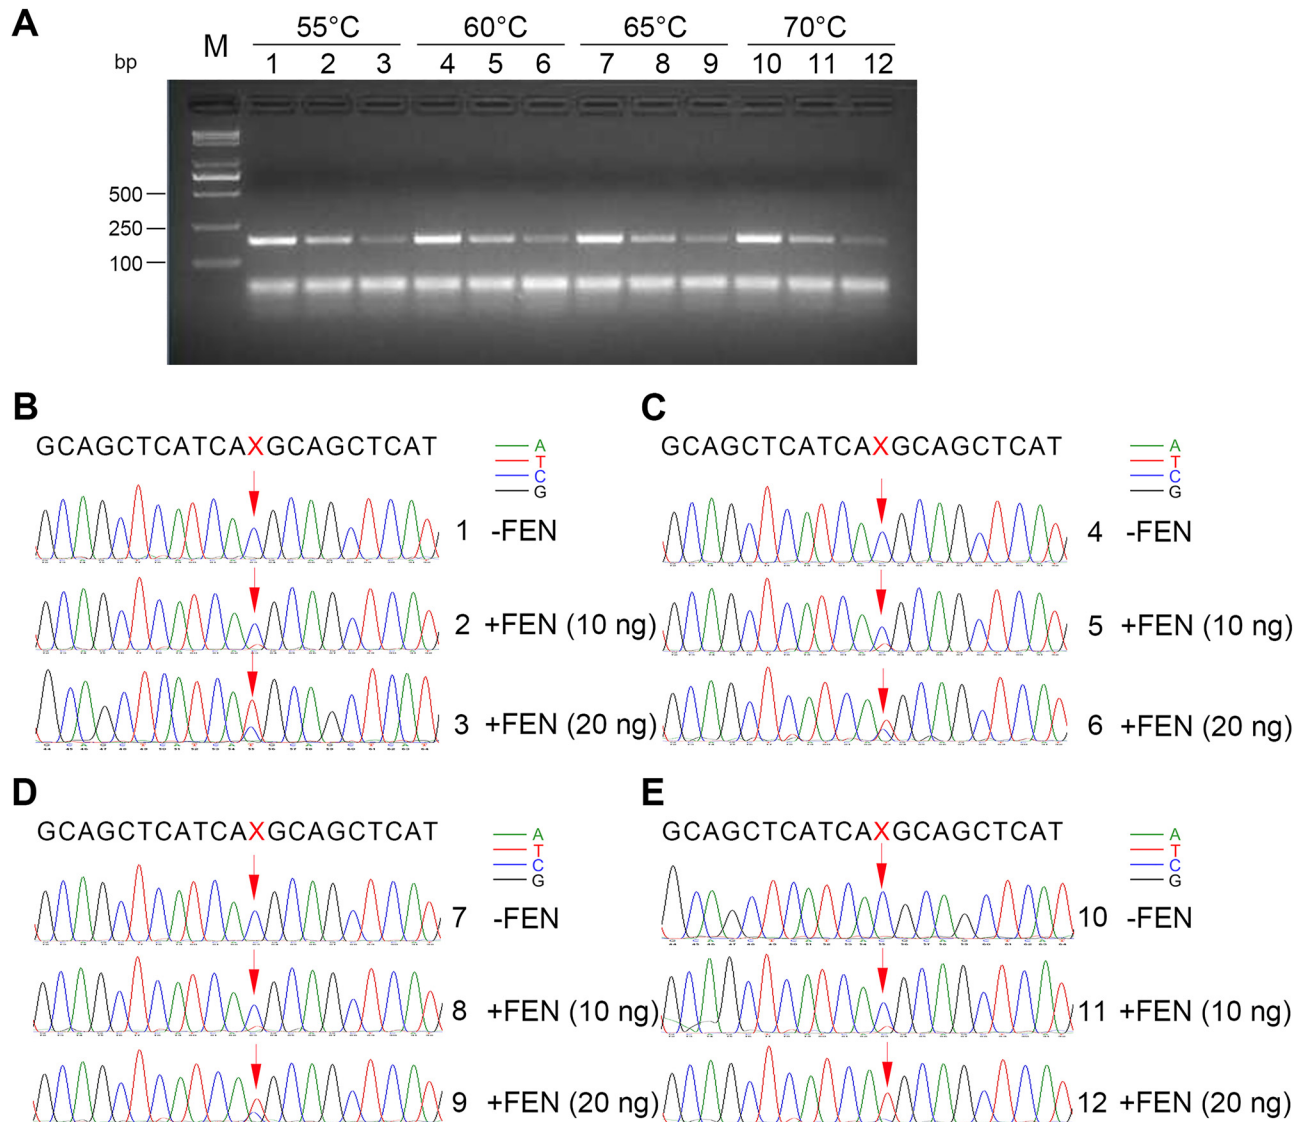 A
55°C 60°C 65°C 70°C
M
bp
1 2 3 4 5 6 7 8 9 10 11 12
500
250
100
B
GCAGCTCATCAXGCAGCTCAT
A
T
C
G
1 -FEN
2 +FEN (10 ng)
3 +FEN (20 ng)
C
GCAGCTCATCAXGCAGCTCAT
A
T
C
G
4 -FEN
5 +FEN (10 ng)
6 +FEN (20 ng)
D
GCAGCTCATCAXGCAGCTCAT
A
T
C
G
7 -FEN
8 +FEN (10 ng)
9 +FEN (20 ng)
E
GCAGCTCATCAXGCAGCTCAT
A
T
C
G
10 -FEN
11 +FEN (10 ng)
12 +FEN (20 ng)